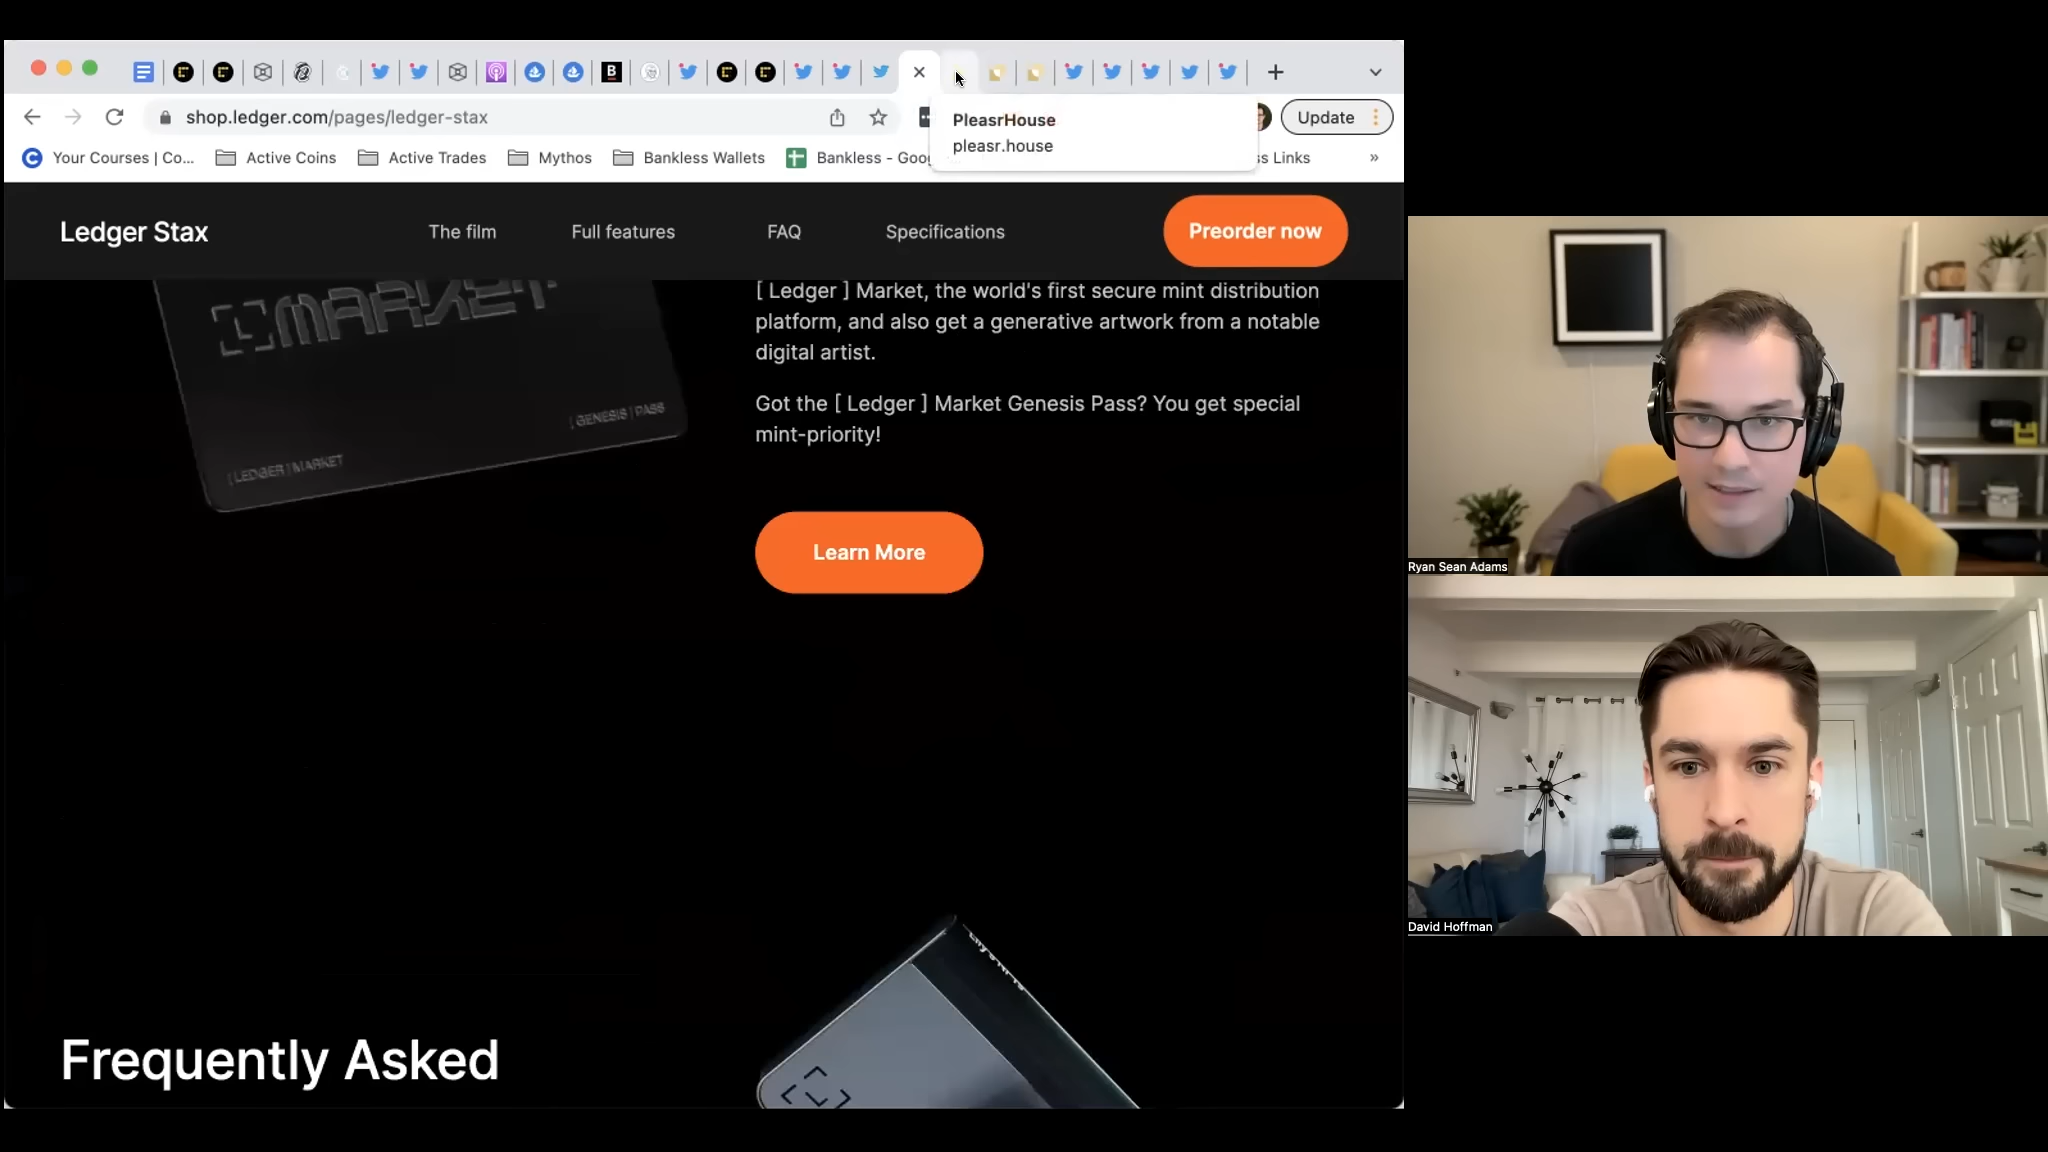 B
shop.ledger.com/pages/ledger-stax
PleasrHouse
pleasr.house
Update
Your Courses | Co...
Active Coins
Active Trades
Mythos
Bankless Wallets
Bankless - Goog
ss Links
»
Ledger Stax
The film
Full features
FAQ
Specifications
Preorder now
MARKET
[ GENESIS | PASS
[ LEDGER ] MARKET
[ Ledger ] Market, the world's first secure mint distribution
platform, and also get a generative artwork from a notable
digital artist.
Got the [ Ledger ] Market Genesis Pass? You get special
mint-priority!
Learn More
Frequently Asked
Ryan Sean Adams
David Hoffman